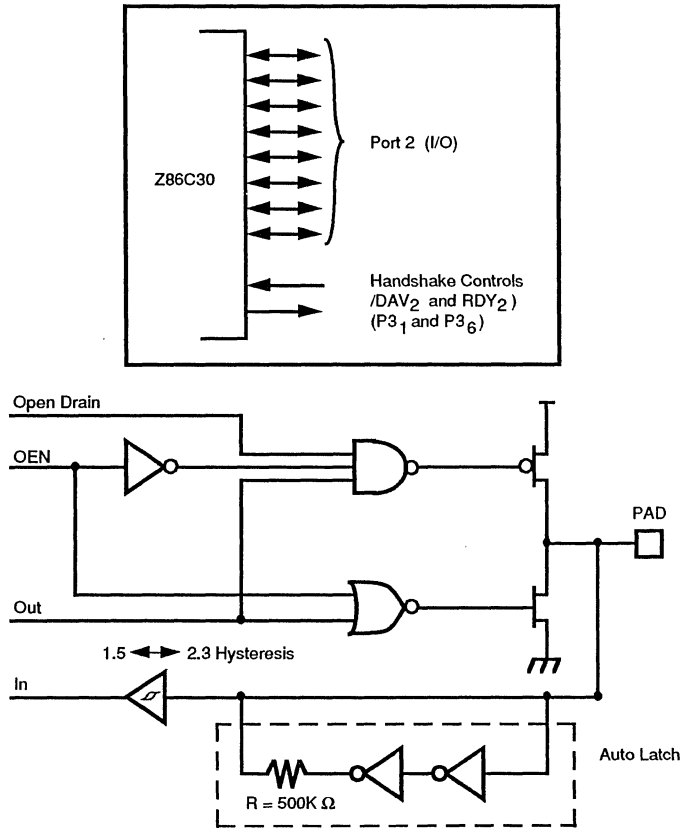 Z86C30
Port 2 (I/O)
Handshake Controls
/DAV2 and RDY2)
(P31 and P36)
Open Drain
OEN
PAD
Out
1.5 2.3 Hysteresis
In
Auto Latch
R = 500K Ω